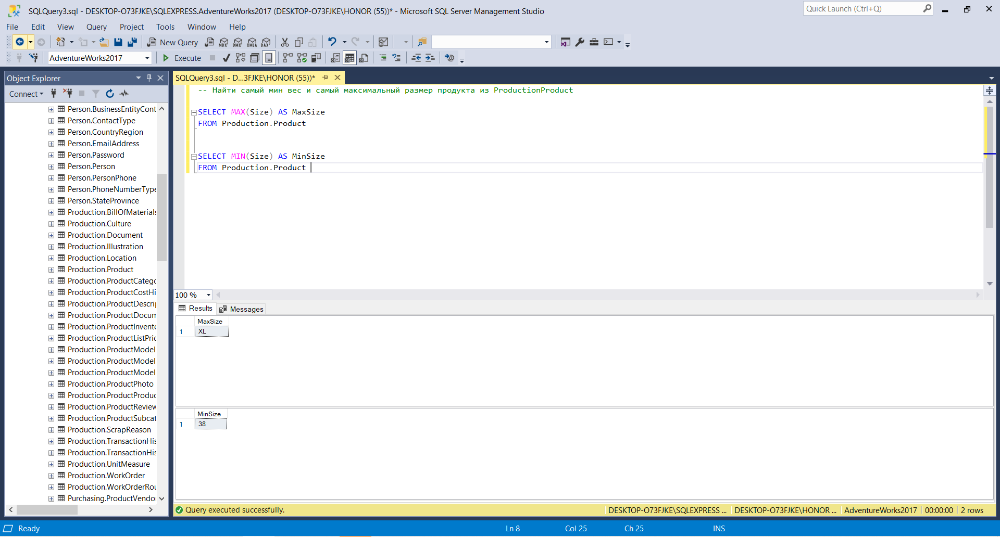 SQLQuery3.sql - DESKTOP-O73FJKE\SQLEXPRESS.AdventureWorks2017 (DESKTOP-O73FJKE\HONOR (55))* - Microsoft SQL Server Management Studio
Quick Launch (Ctrl+Q)
File Edit View Query Project Tools Window Help
New Query MDX DMX XMLA DAX
AdventureWorks2017 Execute
Object Explorer
Connect
Person.BusinessEntityCont
Person.ContactType
Person.CountryRegion
Person.EmailAddress
Person.Password
Person.Person
Person.PersonPhone
Person.PhoneNumberType
Person.StateProvince
Production.BillOfMaterials
Production.Culture
Production.Document
Production.Illustration
Production.Location
Production.Product
Production.ProductCatego
Production.ProductCostHi
Production.ProductDescrip
Production.ProductDocum
Production.ProductInvento
Production.ProductListPric
Production.ProductModel
Production.ProductModel
Production.ProductModel
Production.ProductPhoto
Production.ProductProduc
Production.ProductReview
Production.ProductSubcat
Production.ScrapReason
Production.TransactionHis
Production.TransactionHis
Production.UnitMeasure
Production.WorkOrder
Production.WorkOrderRou
Purchasing.ProductVendor
SQLQuery3.sql - D...3FJKE\HONOR (55))*
-- Найти самый мин вес и самый максимальный размер продукта из ProductionProduct
SELECT MAX(Size) AS MaxSize
FROM Production.Product
SELECT MIN(Size) AS MinSize
FROM Production.Product
100 %
Results Messages
MaxSize
1 XL
MinSize
1 38
Query executed successfully. DESKTOP-O73FJKE\SQLEXPRESS ... DESKTOP-O73FJKE\HONOR ... AdventureWorks2017 00:00:00 2 rows
Ready Ln 8 Col 25 Ch 25 INS